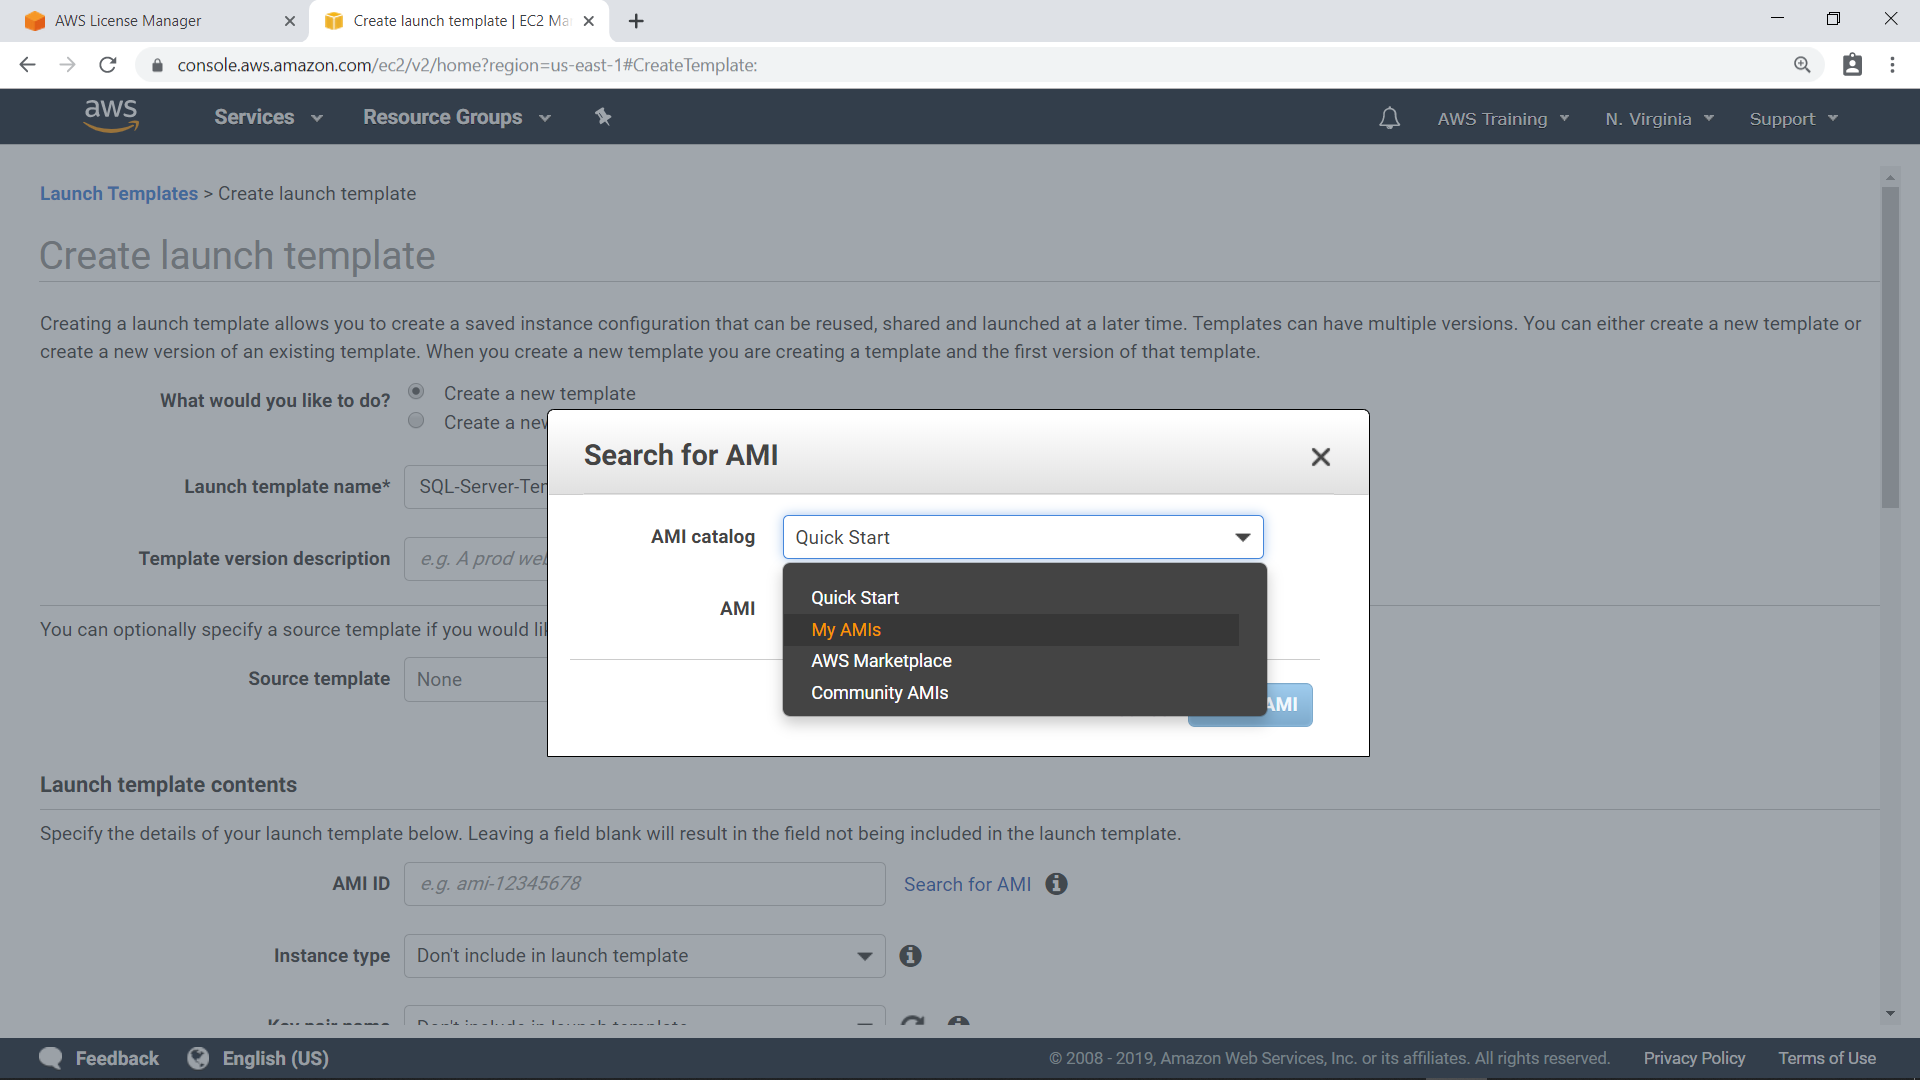 AWS License Manager
Create launch template | EC2 Ma
console.aws.amazon.com/ec2/v2/home?region=us-east-1#CreateTemplate:
aws
Services
Resource Groups
AWS Training
N. Virginia
Support
Launch Templates > Create launch template
Create launch template
Creating a launch template allows you to create a saved instance configuration that can be reused, shared and launched at a later time. Templates can have multiple versions. You can either create a new template or
create a new version of an existing template. When you create a new template you are creating a template and the first version of that template.
What would you like to do?
Create a new template
Create a new
Search for AMI
Launch template name*
SQL-Server-Ter
AMI catalog
Quick Start
Template version description
e.g. A prod web
Quick Start
AMI
My AMIs
You can optionally specify a source template if you would li
AWS Marketplace
Source template
None
Community AMIs
AMI
Launch template contents
Specify the details of your launch template below. Leaving a field blank will result in the field not being included in the launch template.
AMI ID
e.g. ami-12345678
Search for AMI
Instance type
Don't include in launch template
Key pair name
Don't include in launch template
Feedback
English (US)
© 2008 - 2019, Amazon Web Services, Inc. or its affiliates. All rights reserved.
Privacy Policy
Terms of Use